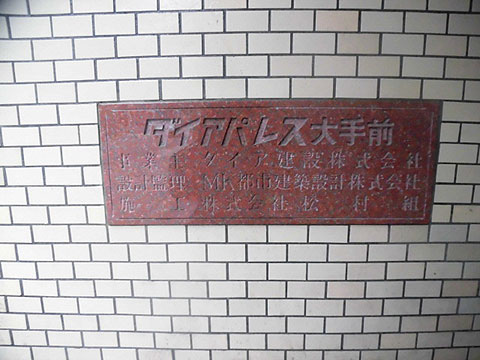 ダイアパレス大手前
事業主 ダイア建設株式会社
設計監理 MK都市建築設計株式会社
施工 株式会社松村組